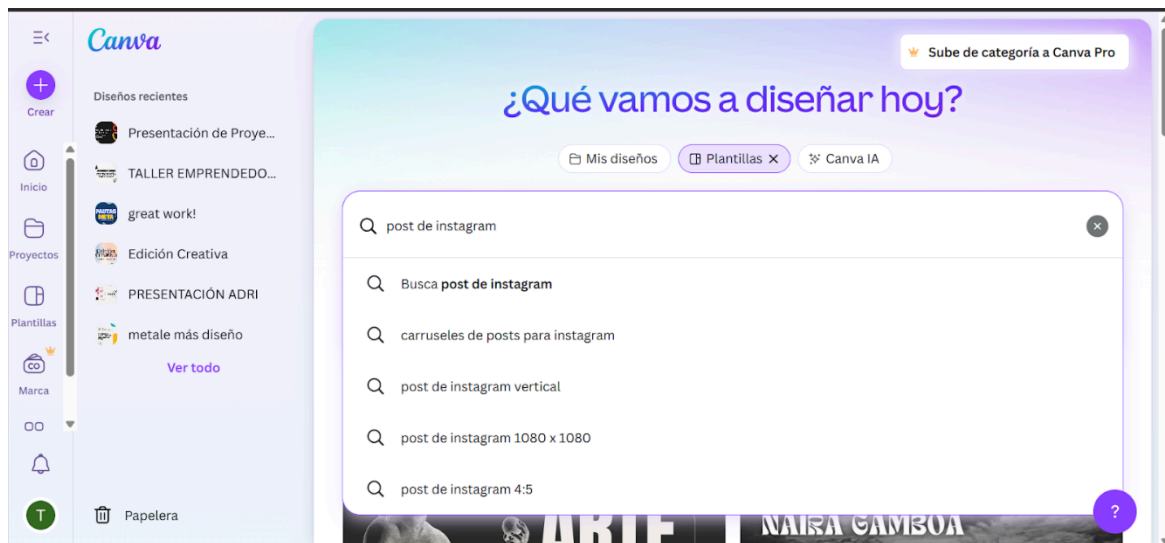 Canva
Sube de categoría a Canva Pro
Crear
Diseños recientes
¿Qué vamos a diseñar hoy?
Presentación de Proye...
Mis diseños
Plantillas
Canva IA
Inicio
TALLER EMPRENDEDO...
great work!
post de instagram
Proyectos
Edición Creativa
Busca post de instagram
PRESENTACIÓN ADRI
Plantillas
metale más diseño
carruseles de posts para instagram
Ver todo
Marca
post de instagram vertical
post de instagram 1080 x 1080
post de instagram 4:5
T
Papelera
?
ARTE
NAIRA GAMBOA